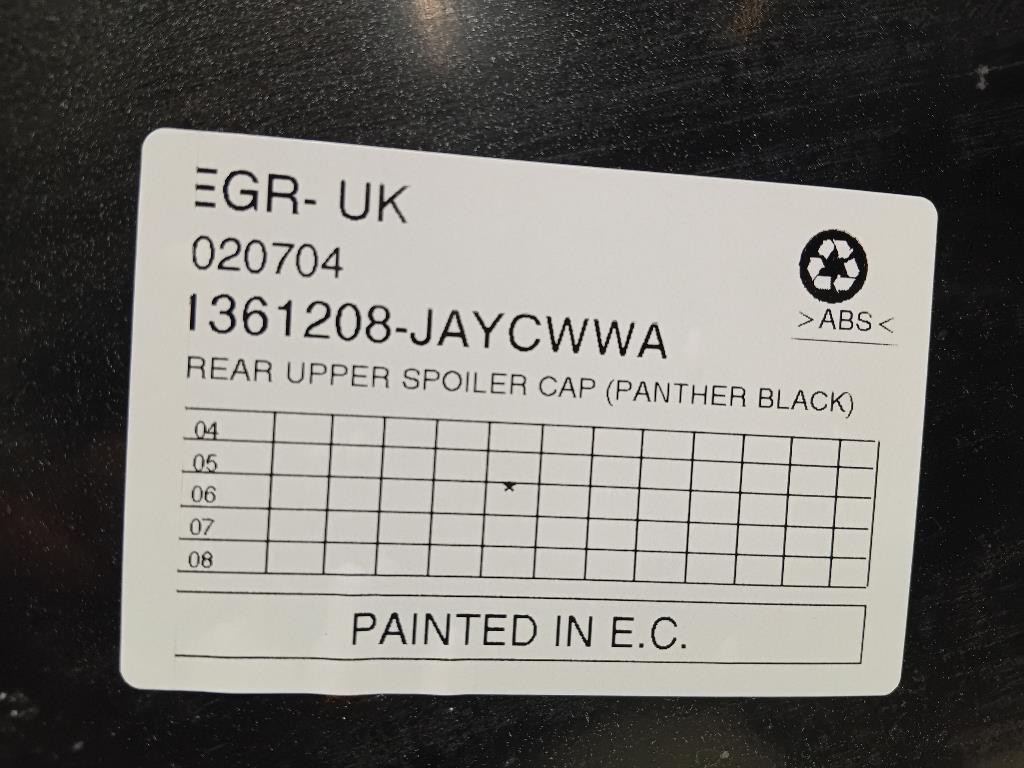 EGR- UK
020704
1361208-JAYCWWA
>ABS<
REAR UPPER SPOILER CAP (PANTHER BLACK)
04
05
06 *
07
08
PAINTED IN E.C.